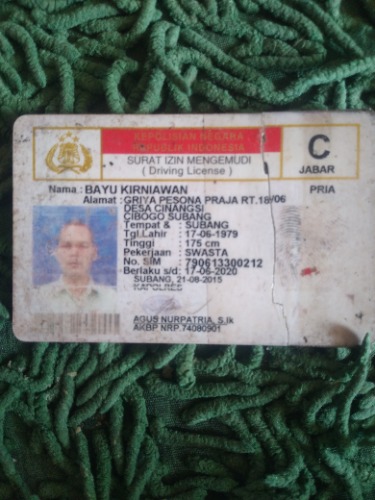 KEPOLISIAN NEGARA
REPUBLIK INDONESIA
SURAT IZIN MENGEMUDI
( Driving License )
C
JABAR
Nama : BAYU KIRNIAWAN
PRIA
Alamat : GRIYA PESONA PRAJA RT.18/06
DESA CINANGSI
CIBOGO SUBANG
Tempat & : SUBANG
Tgl.Lahir : 17-06-1979
Tinggi : 175 cm
Pekerjaan : SWASTA
No. SIM : 790613300212
Berlaku s/d : 17-06-2020
SUBANG, 21-08-2015
KAPOLRES
AGUS NURPATRIA, S.Ik
AKBP NRP.74080901